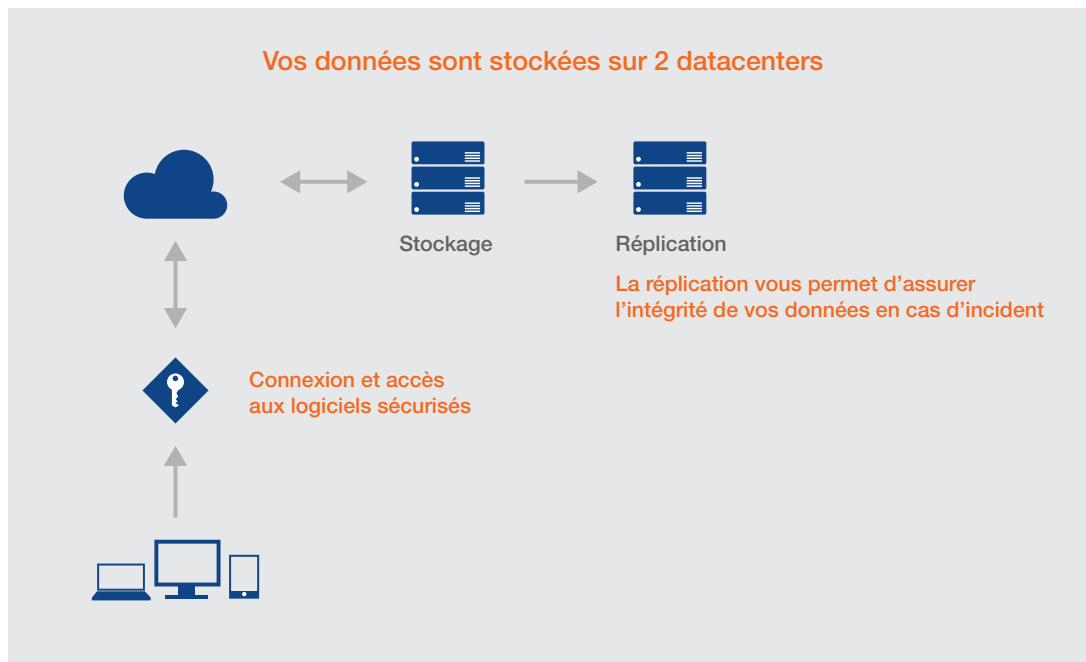 Vos données sont stockées sur 2 datacenters
Stockage
Réplication
La réplication vous permet d’assurer
l’intégrité de vos données en cas d’incident
Connexion et accès
aux logiciels sécurisés